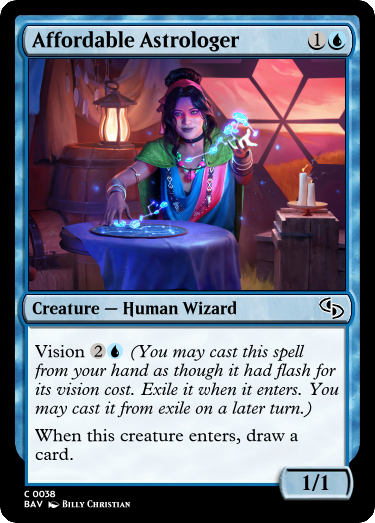 Affordable Astrologer 1
Creature — Human Wizard
Vision 2 (You may cast this spell
from your hand as though it had flash for
its vision cost. Exile it when it enters. You
may cast it from exile on a later turn.)
When this creature enters, draw a
card.
1/1
C 0038
BAV Billy Christian